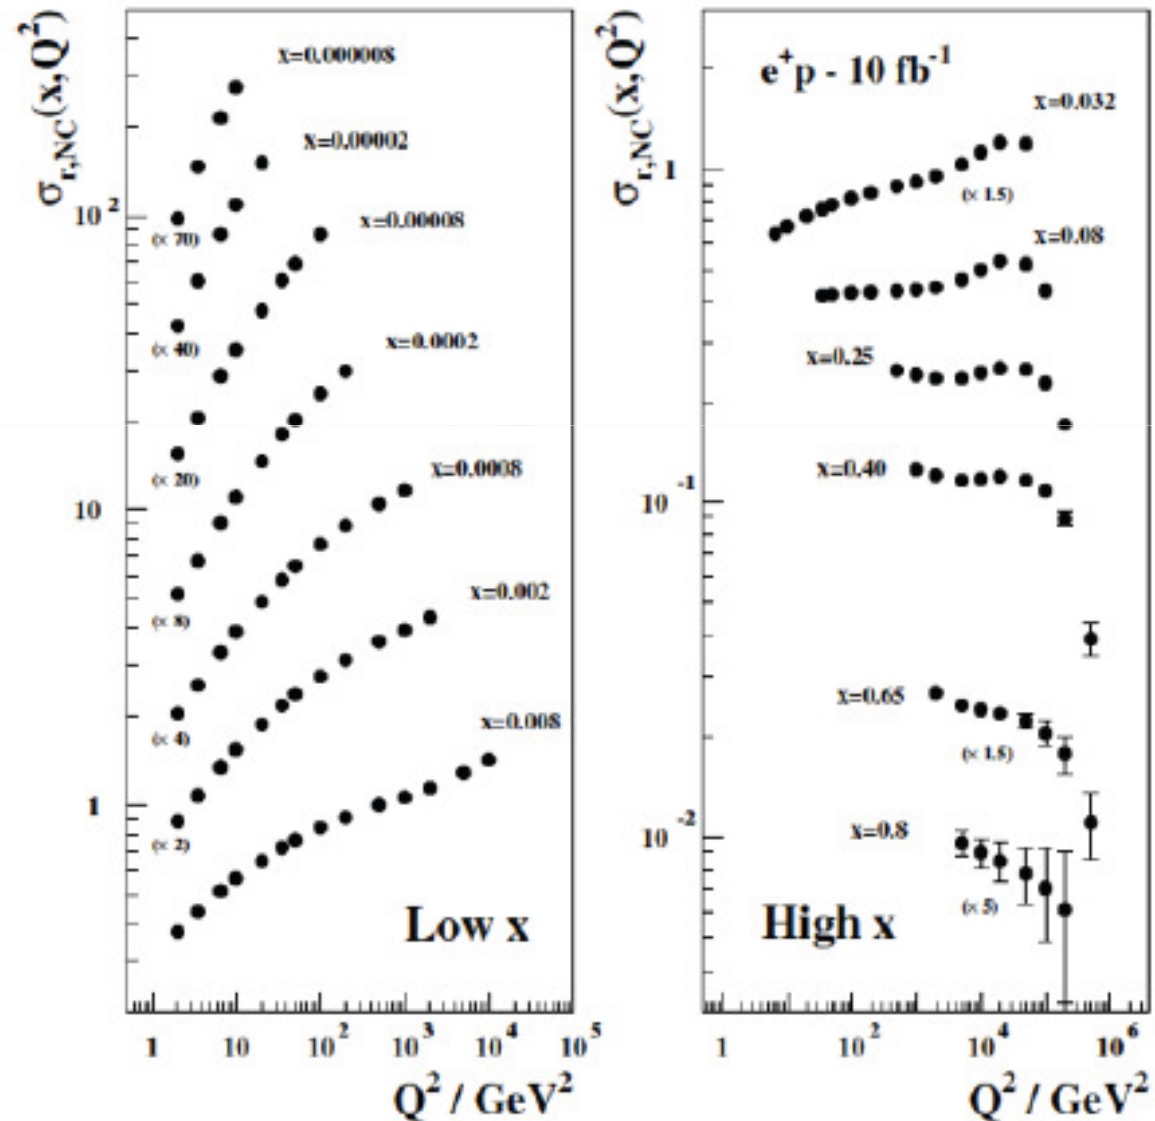 σr,NC(x,Q²)
x=0.000008
x=0.00002
10²
(× 70)
x=0.00008
(× 40)
x=0.0002
(× 20)
x=0.0008
10
x=0.002
(× 8)
(× 4)
x=0.008
1
(× 2)
Low x
1 10 10² 10³ 10⁴ 10⁵
Q² / GeV²
σr,NC(x,Q²)
e⁺p - 10 fb⁻¹
x=0.032
1
(× 1.5)
x=0.08
x=0.25
x=0.40
10⁻¹
x=0.65
(× 1.5)
x=0.8
10⁻²
(× 5)
High x
1 10² 10⁴ 10⁶
Q² / GeV²